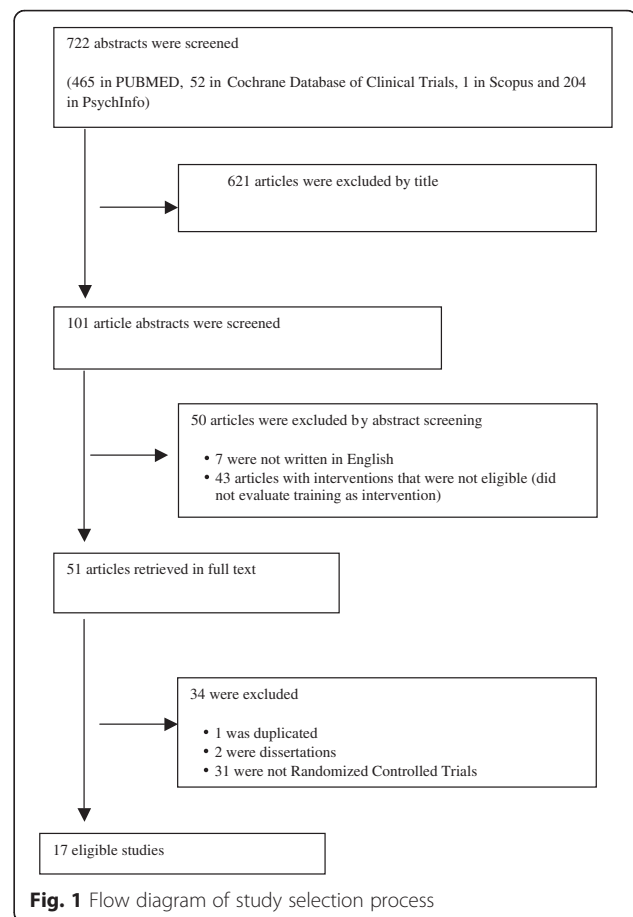 722 abstracts were screened
(465 in PUBMED, 52 in Cochrane Database of Clinical Trials, 1 in Scopus and 204
in PsychInfo)
621 articles were excluded by title
101 article abstracts were screened
50 articles were excluded by abstract screening
• 7 were not written in English
• 43 articles with interventions that were not eligible (did
not evaluate training as intervention)
51 articles retrieved in full text
34 were excluded
• 1 was duplicated
• 2 were dissertations
• 31 were not Randomized Controlled Trials
17 eligible studies
Fig. 1 Flow diagram of study selection process